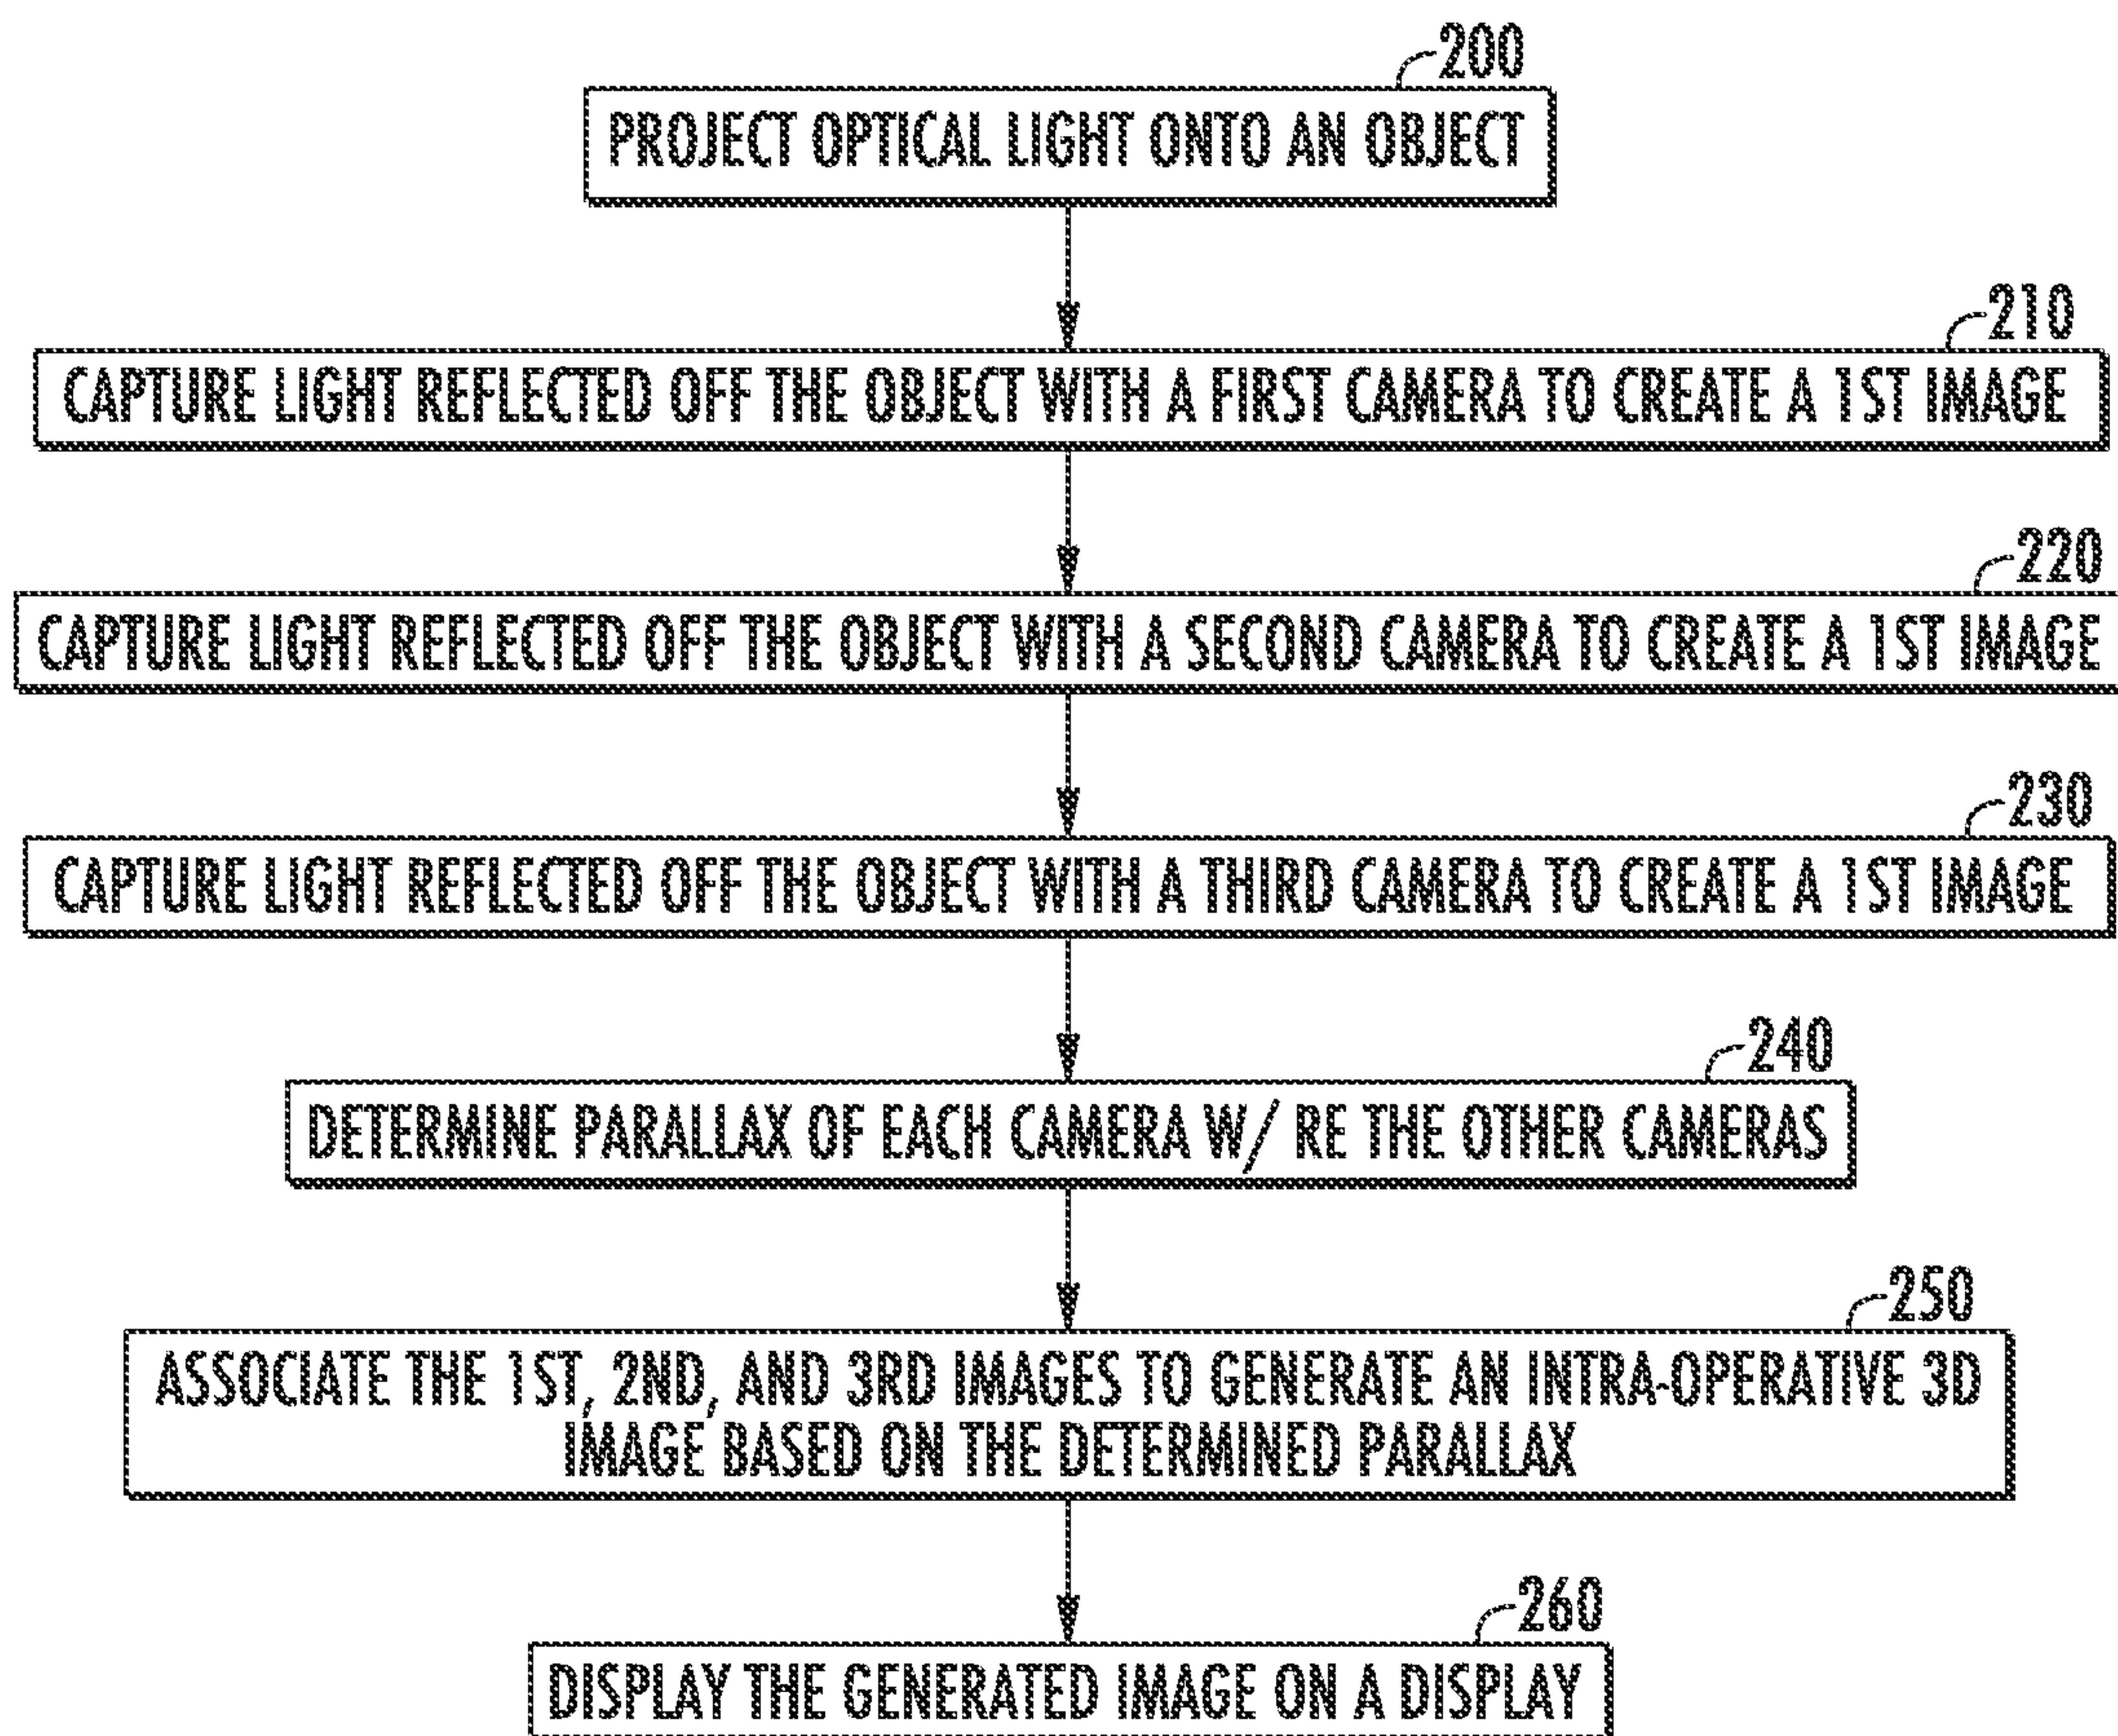 200
PROJECT OPTICAL LIGHT ONTO AN OBJECT
210
CAPTURE LIGHT REFLECTED OFF THE OBJECT WITH A FIRST CAMERA TO CREATE A 1ST IMAGE
220
CAPTURE LIGHT REFLECTED OFF THE OBJECT WITH A SECOND CAMERA TO CREATE A 1ST IMAGE
230
CAPTURE LIGHT REFLECTED OFF THE OBJECT WITH A THIRD CAMERA TO CREATE A 1ST IMAGE
240
DETERMINE PARALLAX OF EACH CAMERA W/ RE THE OTHER CAMERAS
250
ASSOCIATE THE 1ST, 2ND, AND 3RD IMAGES TO GENERATE AN INTRA-OPERATIVE 3D
IMAGE BASED ON THE DETERMINED PARALLAX
260
DISPLAY THE GENERATED IMAGE ON A DISPLAY